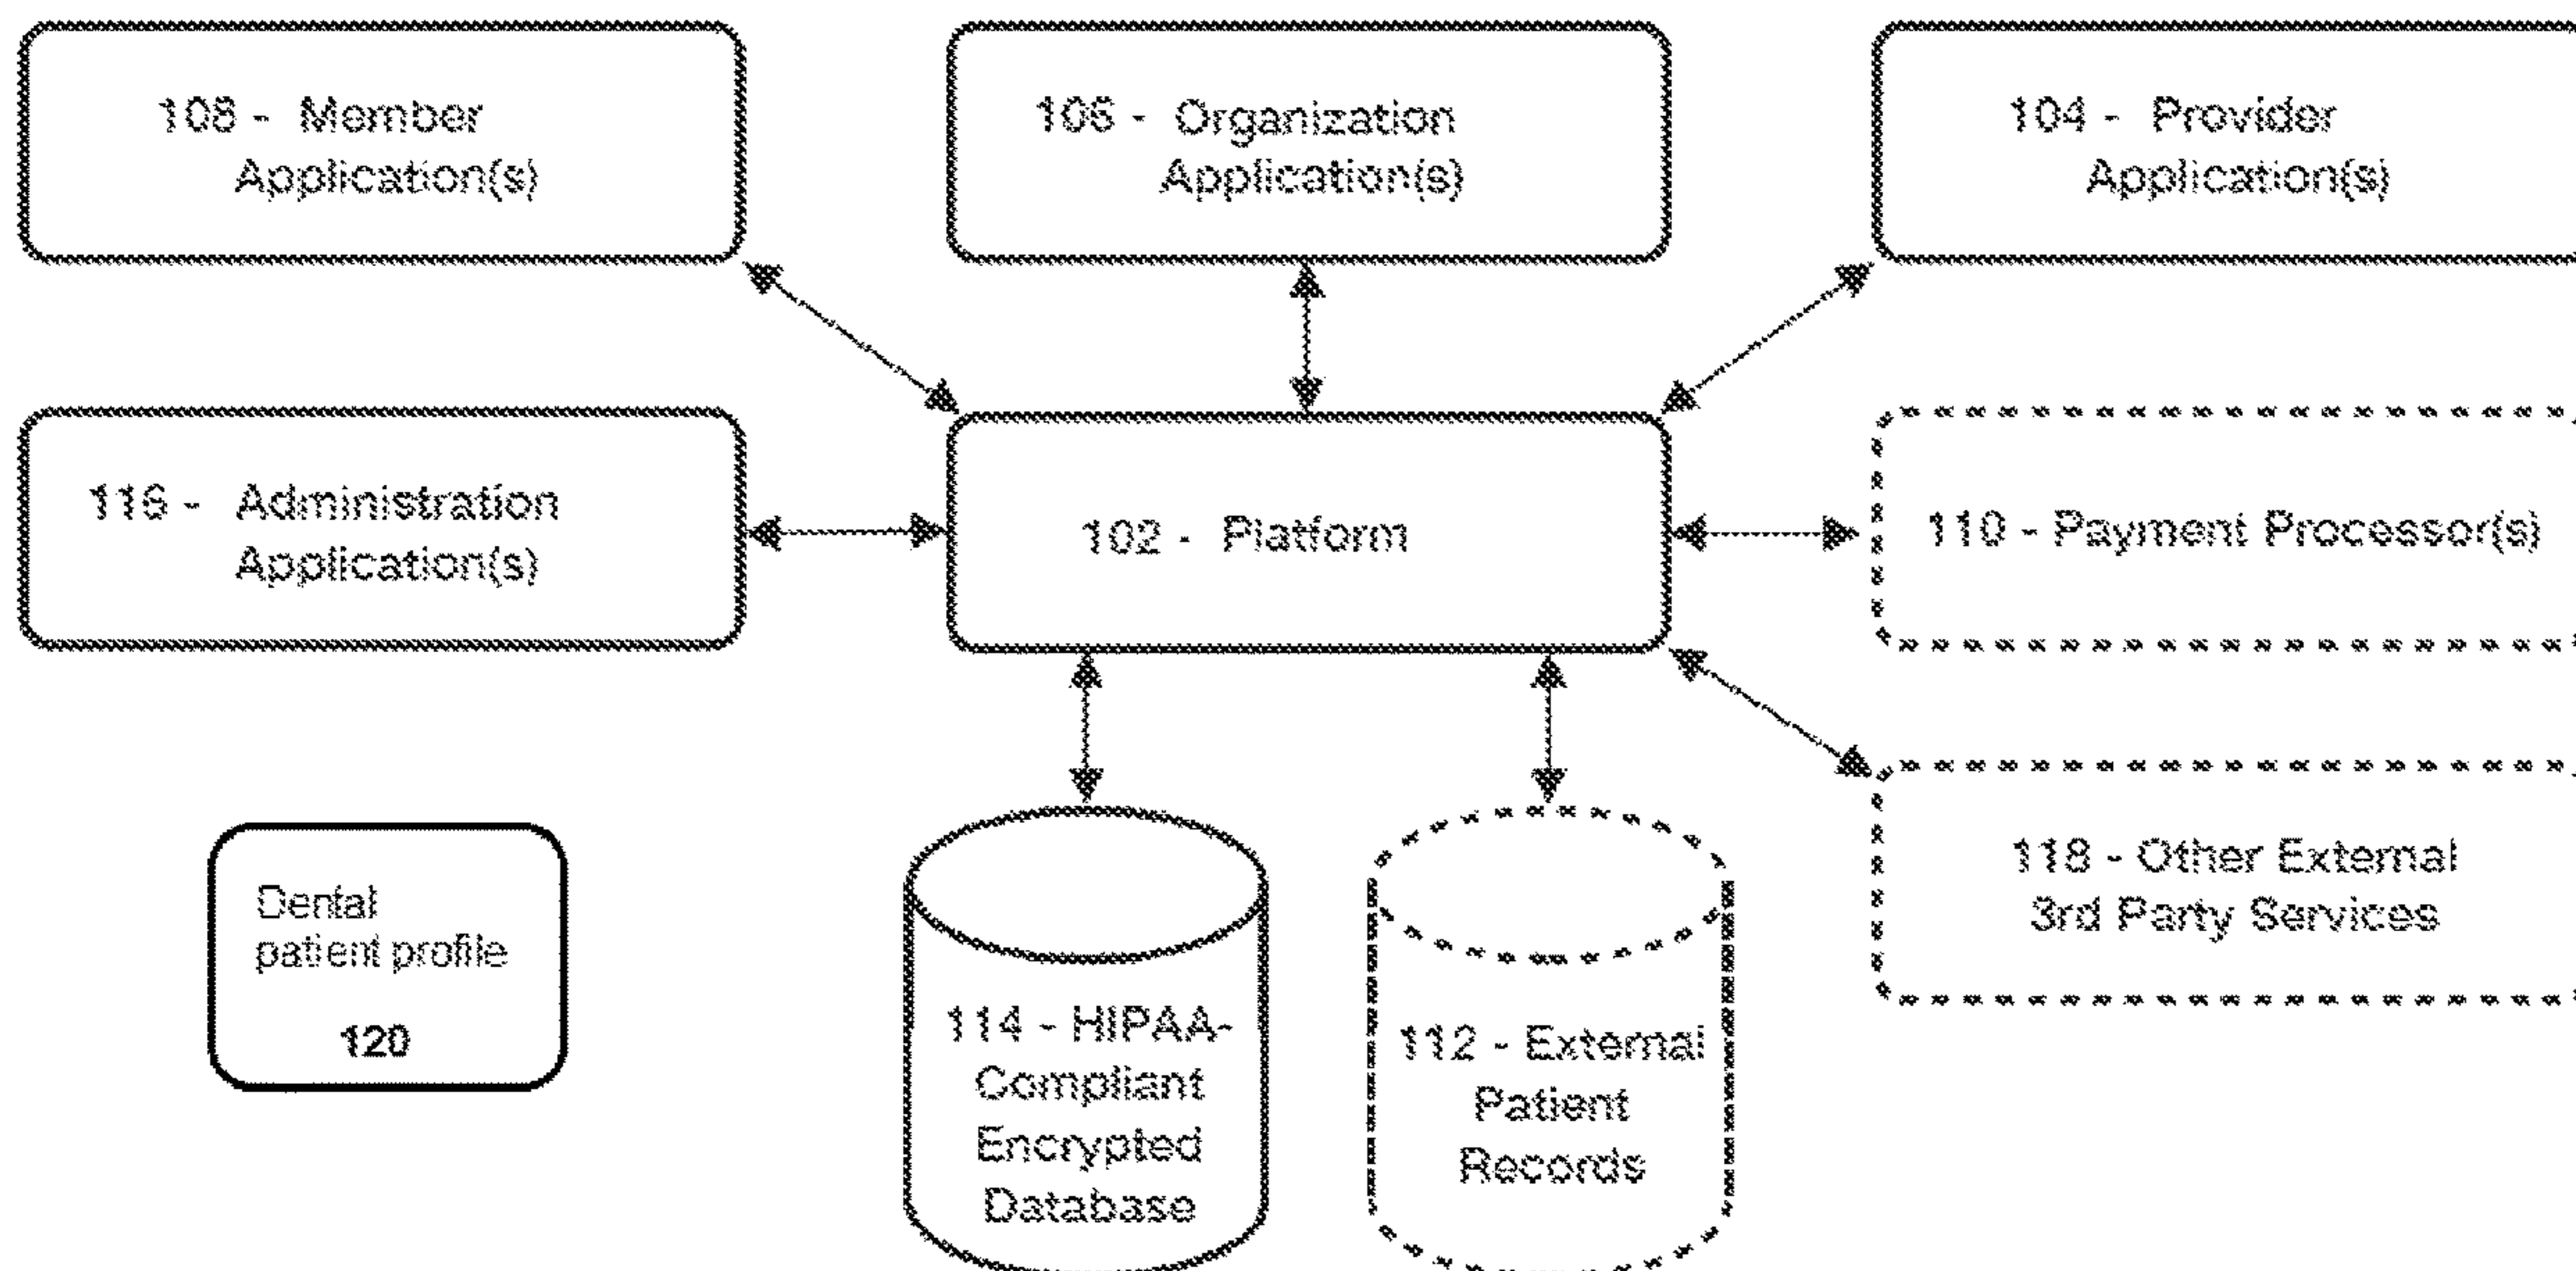 108 - Member
Application(s)
106 - Organization
Application(s)
104 - Provider
Application(s)
116 - Administration
Application(s)
102 - Platform
110 - Payment Processor(s)
118 - Other External
3rd Party Services
Dental
patient profile
120
114 - HIPAA-
Compliant
Encrypted
Database
112 - External
Patient
Records